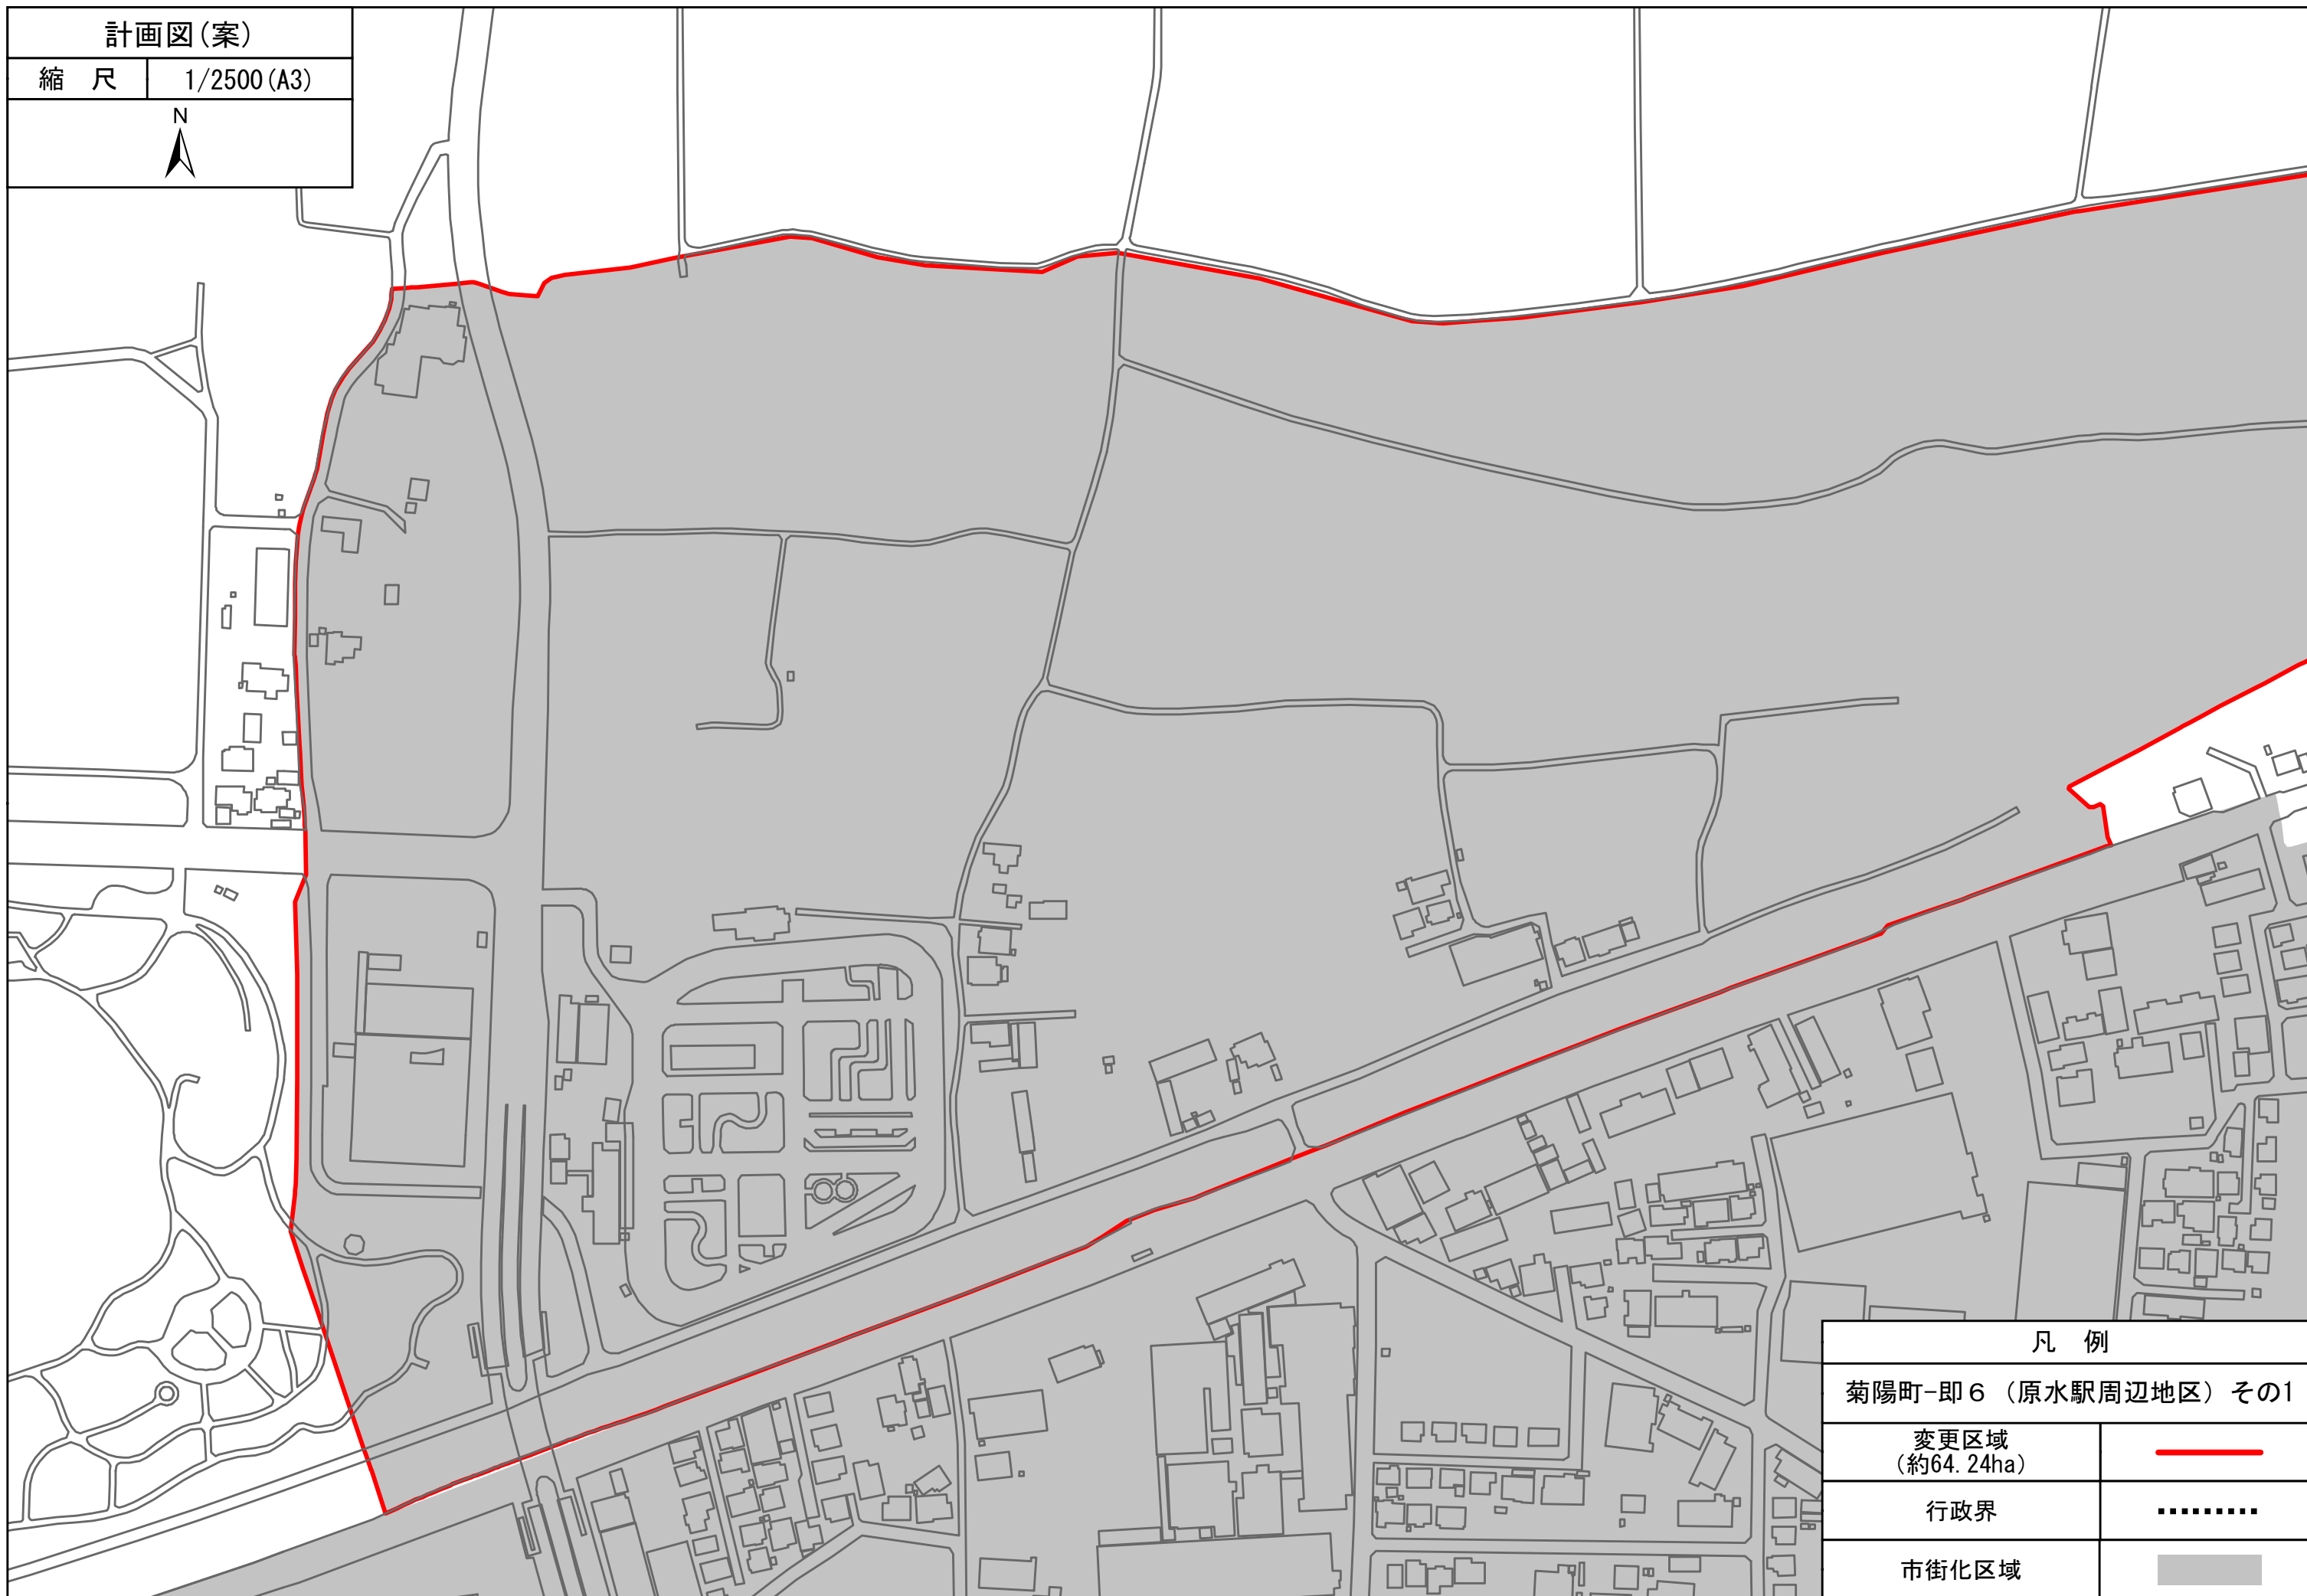 計画図(案)
縮 尺 1/2500(A3)
N
凡 例
菊陽町-即6（原水駅周辺地区）その1
変更区域
(約64.24ha)
行政界
市街化区域